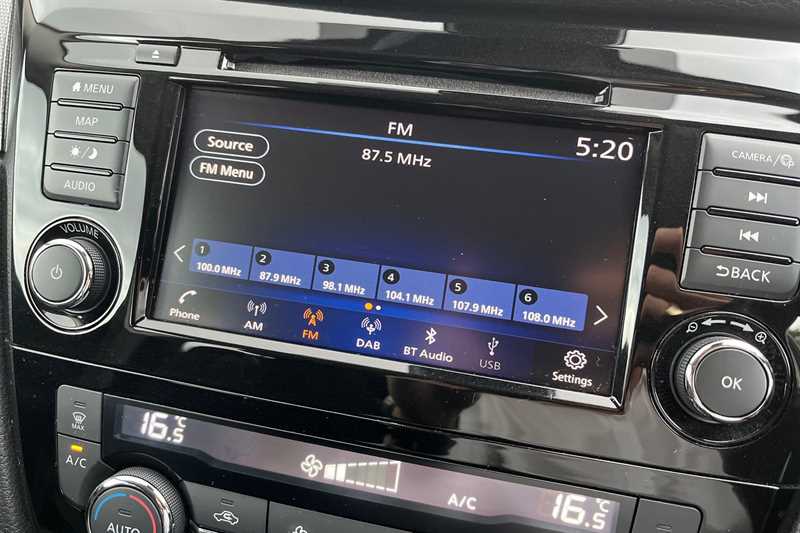 MENU
MAP
AUDIO
VOLUME
FM
5:20
Source
87.5 MHz
FM Menu
1
100.0 MHz
2
87.9 MHz
3
98.1 MHz
4
104.1 MHz
5
107.9 MHz
6
108.0 MHz
Phone
AM
FM
DAB
BT Audio
USB
Settings
CAMERA/
BACK
OK
MAX
A/C
16.5 °C
A/C
16.5 °C
AUTO